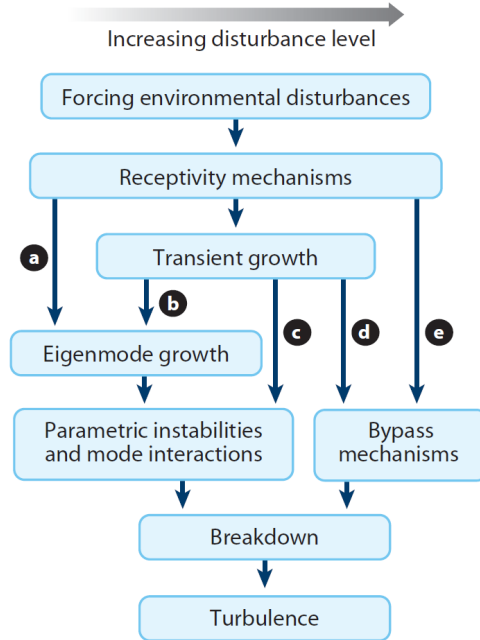 Increasing disturbance level
Forcing environmental disturbances
Receptivity mechanisms
a
Transient growth
b
c
d
e
Eigenmode growth
Parametric instabilities
and mode interactions
Bypass
mechanisms
Breakdown
Turbulence